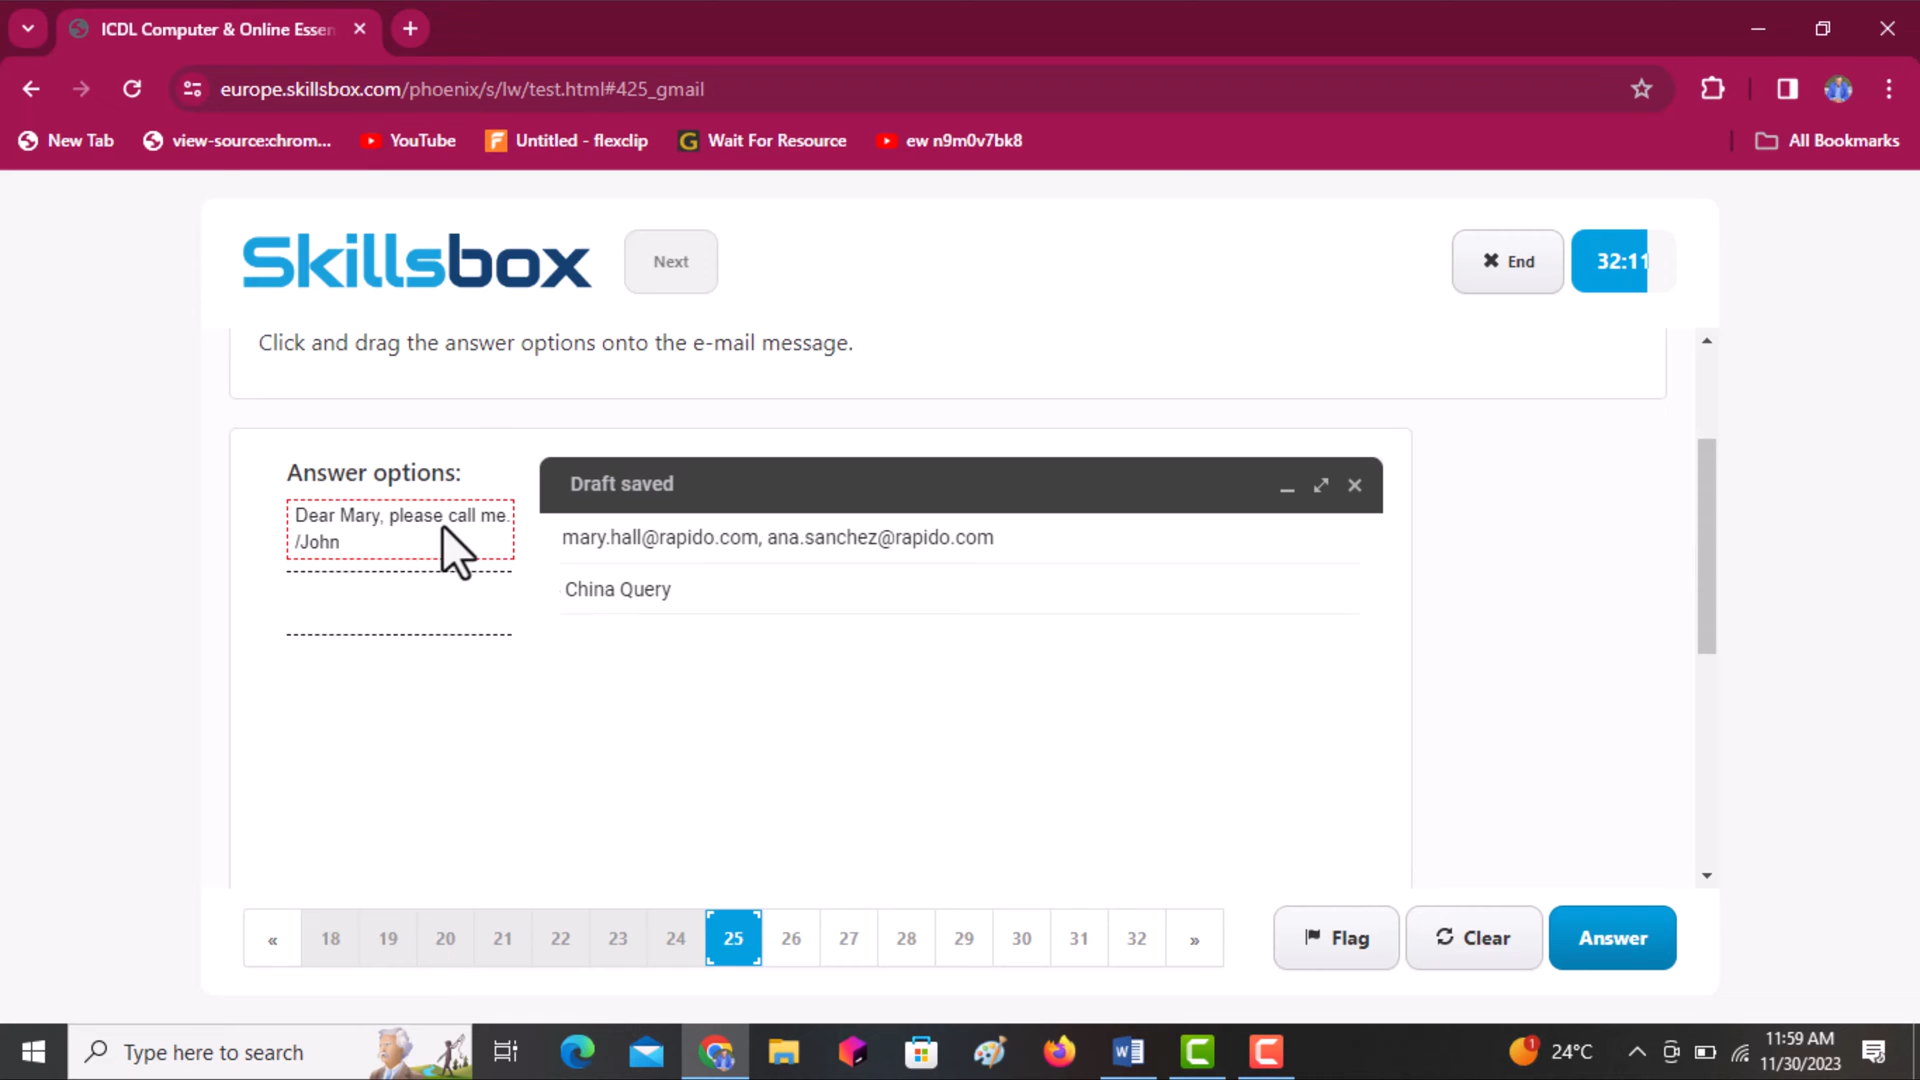 ICDL Computer & Online Essen
europe.skillsbox.com/phoenix/s/lw/test.html#425_gmail
New Tab
view-source:chrom...
YouTube
Untitled - flexclip
Wait For Resource
ew n9m0v7bk8
All Bookmarks
Skillsbox
Next
End
32:11
Click and drag the answer options onto the e-mail message.
Answer options:
Dear Mary, please call me.
/John
Draft saved
mary.hall@rapido.com, ana.sanchez@rapido.com
China Query
« 18 19 20 21 22 23 24 25 26 27 28 29 30 31 32 »
Flag
Clear
Answer
Type here to search
1
24°C
11:59 AM
11/30/2023